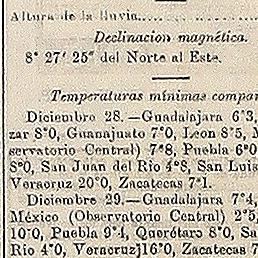 Altura de la lluvia......
Declinacion magnética.
8° 27' 25" del Norte al Este.
Temperaturas mínimas compar
Diciembre 28.—Guadalajara 6°3,
zar 8°0, Guanajuato 7°0, Leon 8°5, M
servatorio Central) 7°8, Puebla 6°0
8°0, San Juan del Rio 4°8, San Luis
Veracruz 20°0, Zacatecas 7°1.
Diciembre 29.—Guadalajara 7°4,
México (Observatorio Central) 2°5,
10°0, Puebla 9°4, Querétaro 8°0, Sa
Rio 4°0, Veracruz 16°0, Zacatecas 7